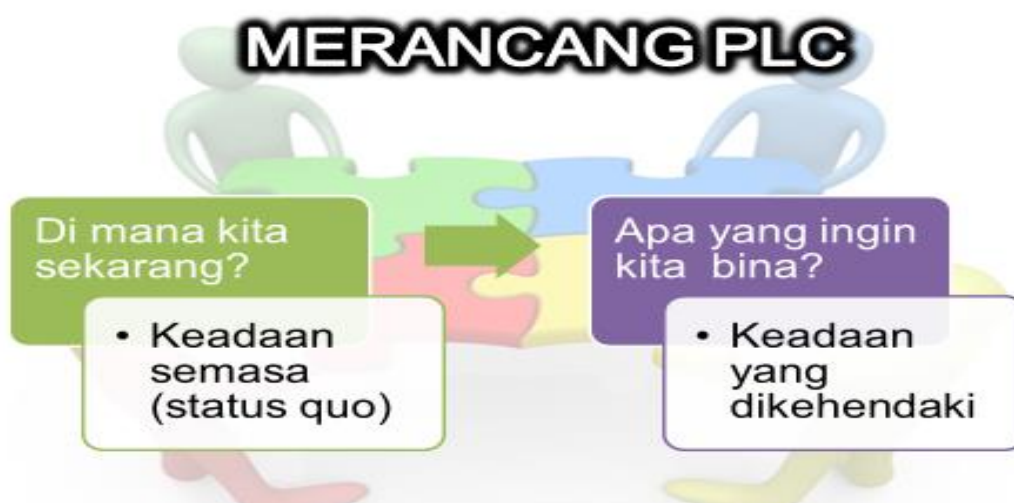 MERANCANG PLC
Di mana kita
sekarang?
• Keadaan
semasa
(status quo)
Apa yang ingin
kita bina?
• Keadaan
yang
dikehendaki